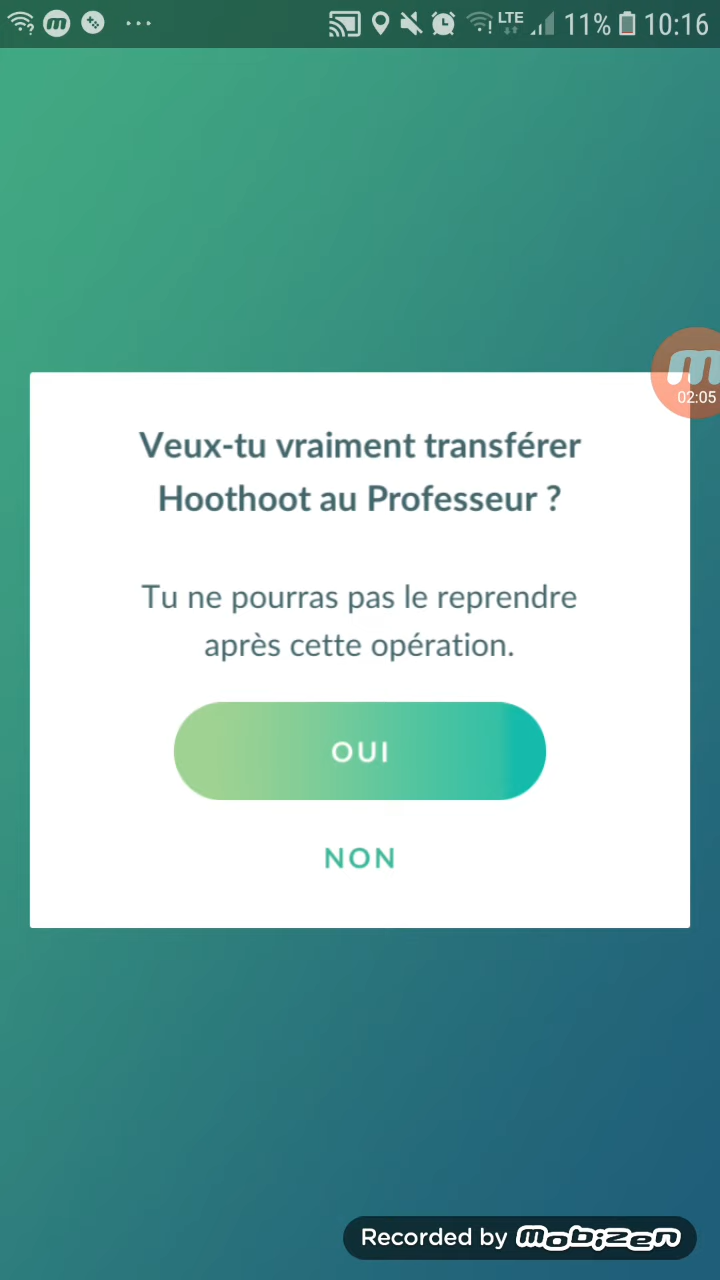 LTE 11% 10:16
02:05
Veux-tu vraiment transférer
Hoothoot au Professeur ?
Tu ne pourras pas le reprendre
après cette opération.
OUI
NON
Recorded by mobizen